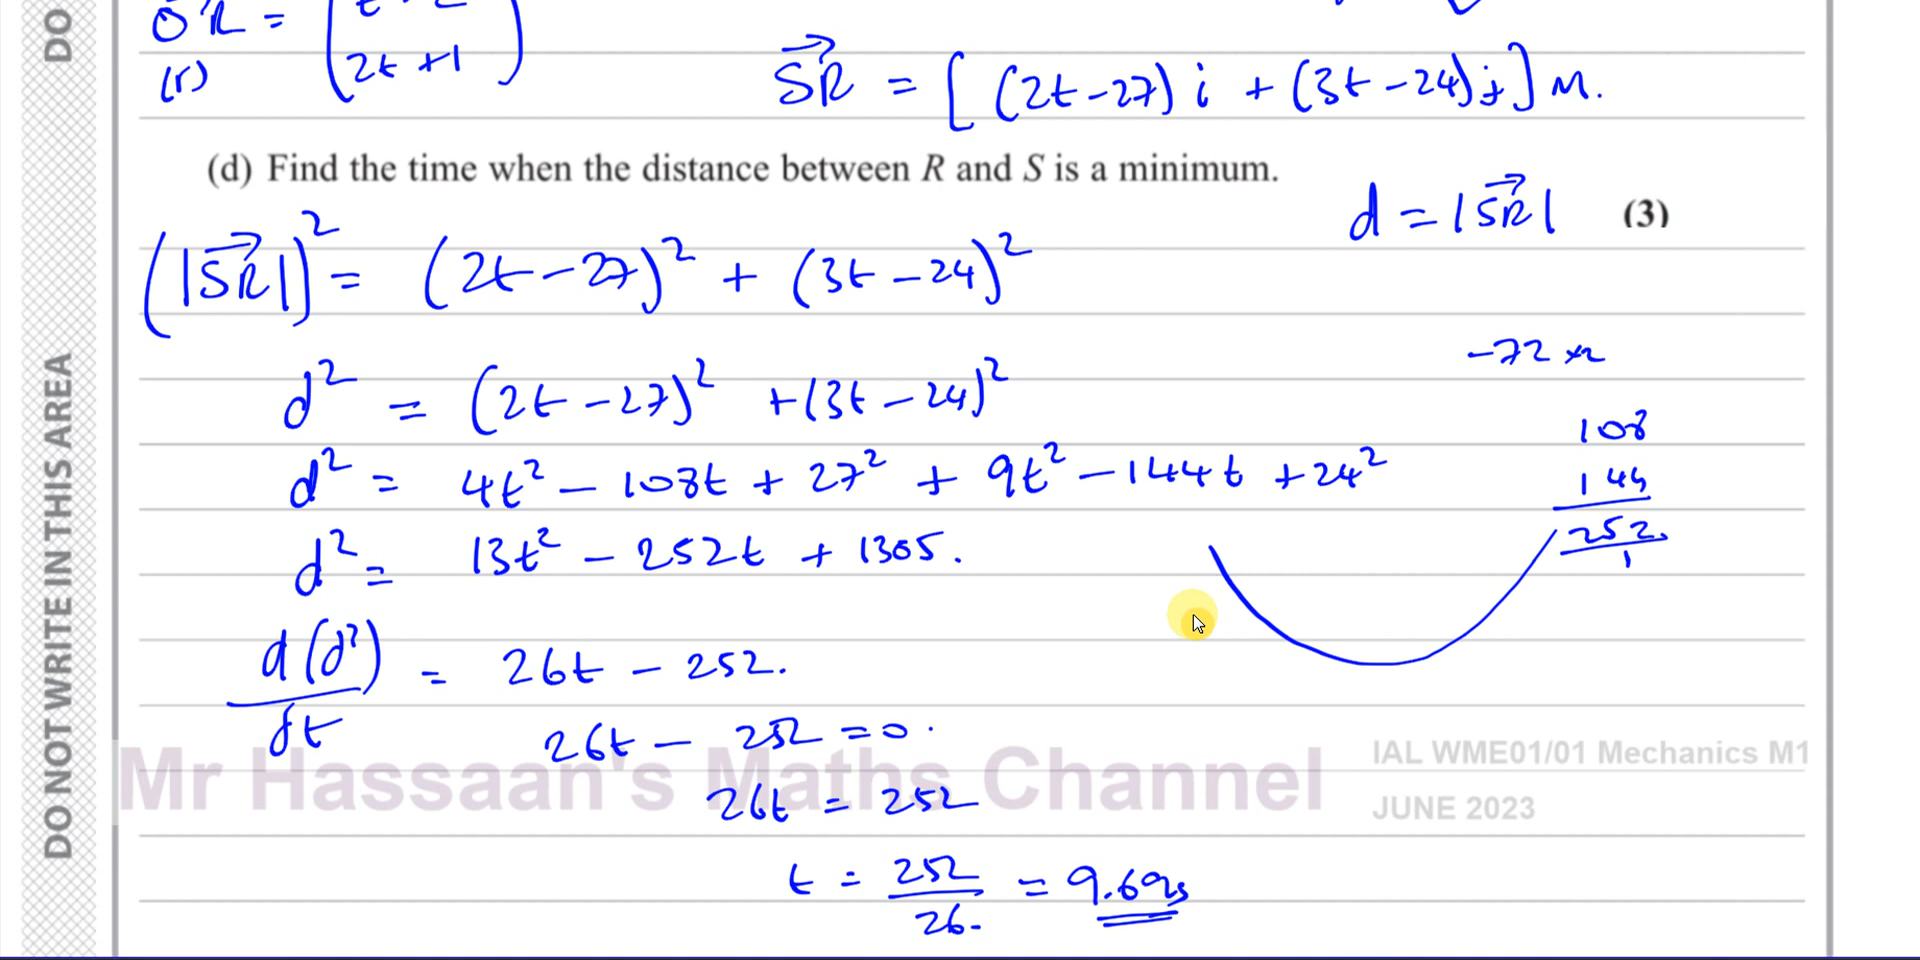 DO
OR =
t
2t +1
(r)
SR = [ (2t-27) i + (3t-24) j ] m.
(d) Find the time when the distance between R and S is a minimum.
d = |SR|
(3)
(|SR|)² = (2t-27)² + (3t-24)²
-72 x2
d² = (2t-27)² + (3t-24)²
108
144
252
1
d² = 4t² - 108t + 27² + 9t² - 144t + 24²
d² = 13t² - 252t + 1305.
d(d²)/dt = 26t - 252.
26t - 252 = 0.
26t = 252
t = 252/26. = 9.69s
DO NOT WRITE IN THIS AREA
Mr Hassaan's Maths Channel
IAL WME01/01 Mechanics M1
JUNE 2023